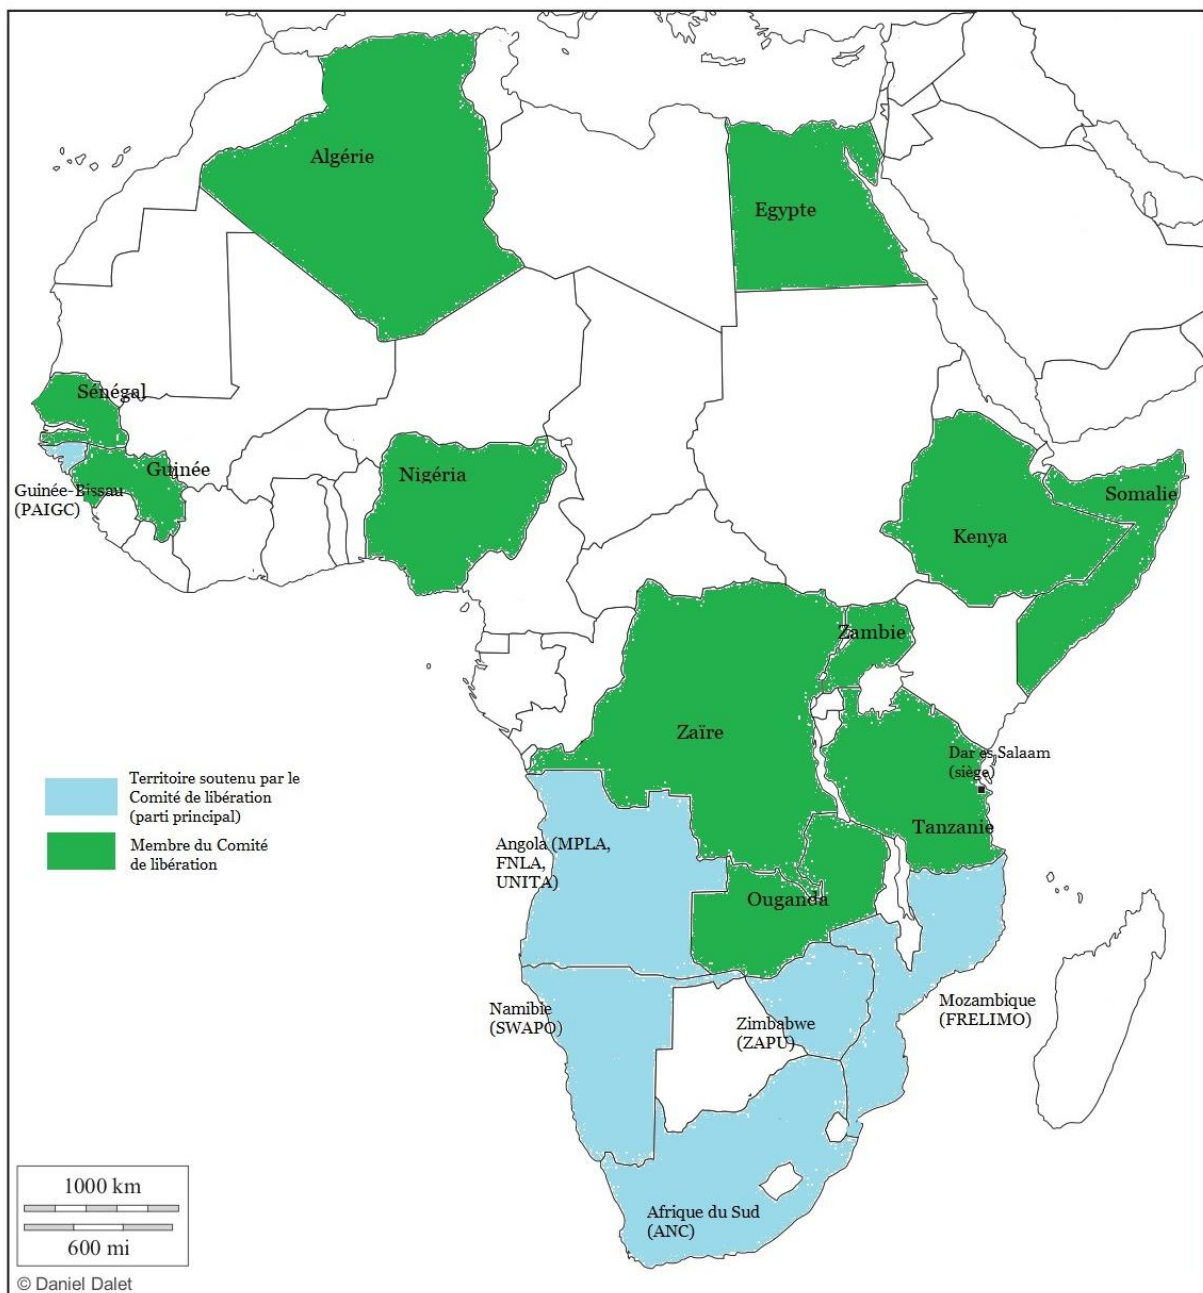 Algérie
Egypte
Sénégal
Guinée
Guinée-Bissau
(PAIGC)
Nigéria
Somalie
Kenya
Zambie
Zaïre
Dar es Salaam
(siège)
Tanzanie
Territoire soutenu par le
Comité de libération
(parti principal)
Membre du Comité
de libération
Angola (MPLA,
FNLA,
UNITA)
Ouganda
Namibie
(SWAPO)
Zimbabwe
(ZAPU)
Mozambique
(FRELIMO)
Afrique du Sud
(ANC)
1000 km
600 mi
© Daniel Dalet